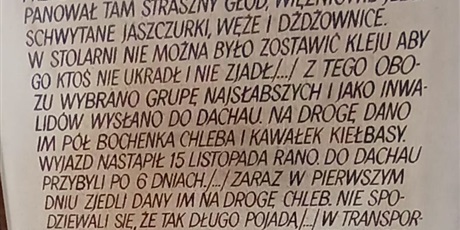 PANOWAŁ TAM STRASZNY GŁÓD, WIĘŹNIOWIE
SCHWYTANE JASZCZURKI, WĘŻE I DŻDŻOWNICE.
W STOLARNI NIE MOŻNA BYŁO ZOSTAWIĆ KLEJU ABY
GO KTOŚ NIE UKRADŁ I NIE ZJADŁ/.../ Z TEGO OBO-
ZU WYBRANO GRUPĘ NAJSŁABSZYCH I JAKO INWA-
LIDÓW WYSŁANO DO DACHAU. NA DROGĘ DANO
IM PÓŁ BOCHENKA CHLEBA I KAWAŁEK KIEŁBASY.
WYJAZD NASTĄPIŁ 15 LISTOPADA RANO. DO DACHAU
PRZYBYLI PO 6 DNIACH./.../ ZARAZ W PIERWSZYM
DNIU ZJEDLI DANY IM NA DROGĘ CHLEB. NIE SPO-
DZIEWALI SIĘ, ŻE TAK DŁUGO POJADĄ/.../ W TRANSPOR-